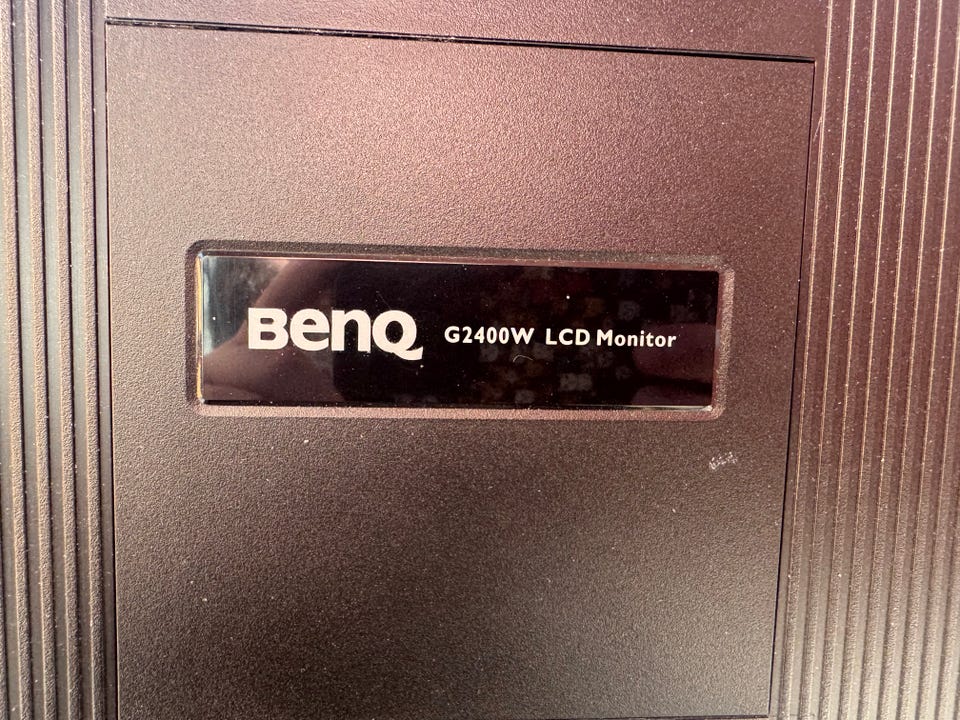 BenQ G2400W LCD Monitor